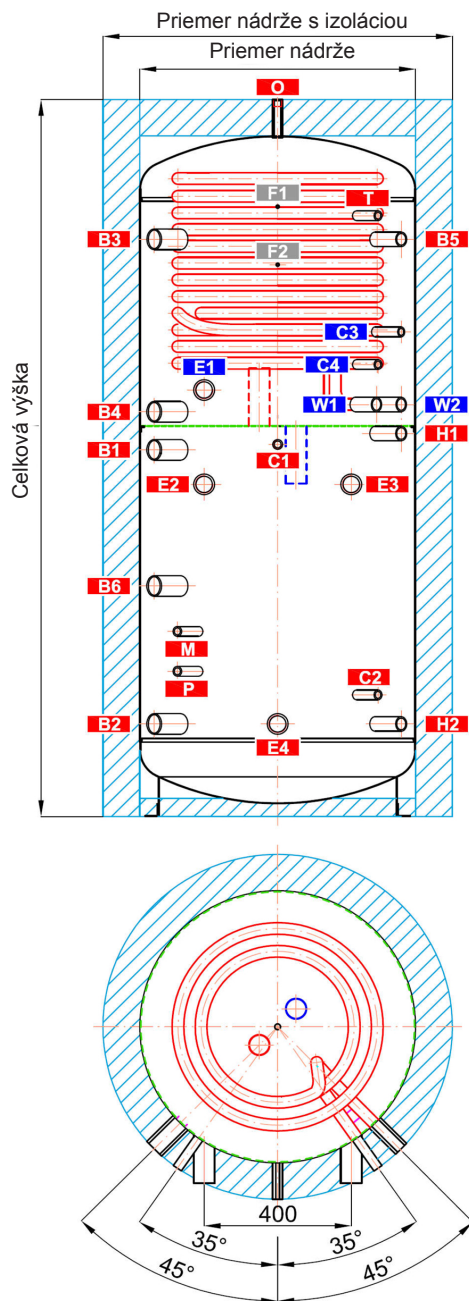 Priemer nádrže s izoláciou
Priemer nádrže
O
F1
T
B3
B5
F2
C3
E1
C4
Celková výška
B4
W1
W2
B1
C1
H1
E2
E3
B6
M
P
C2
B2
E4
H2
400
35°
35°
45°
45°